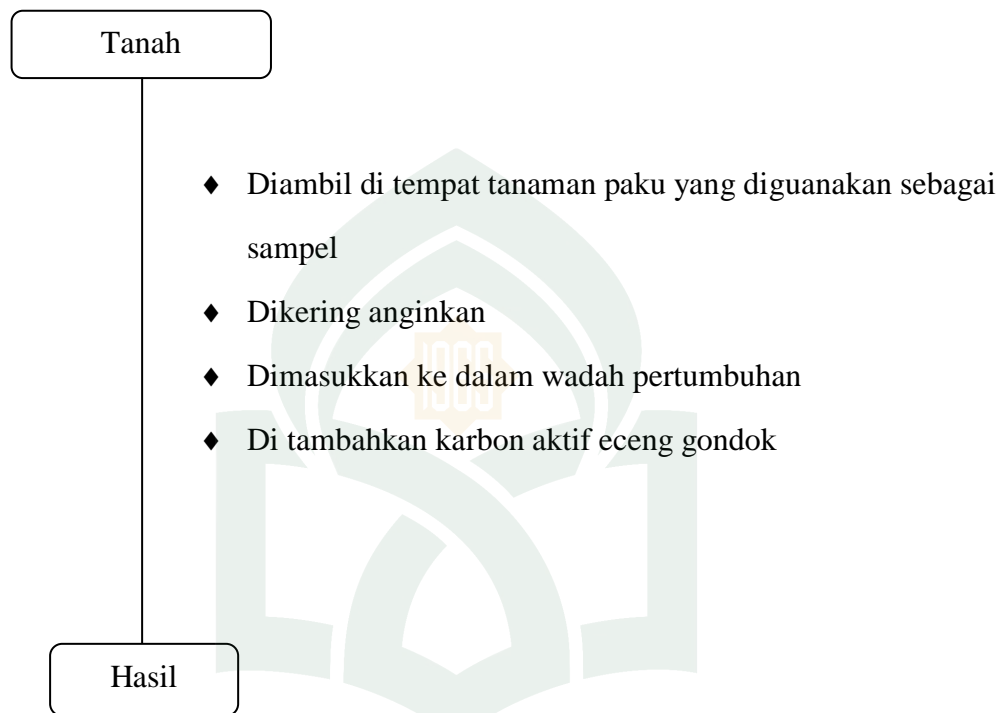 Tanah
♦ Diambil di tempat tanaman paku yang diguanakan sebagai
sampel
♦ Dikering anginkan
♦ Dimasukkan ke dalam wadah pertumbuhan
♦ Di tambahkan karbon aktif eceng gondok
Hasil